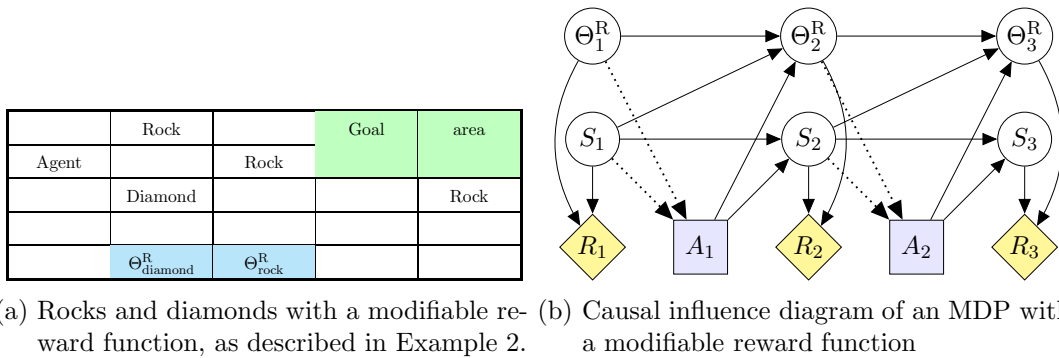 Rock Goal area
Agent Rock
Diamond Rock
Θ^R_diamond Θ^R_rock
Θ^R_1 Θ^R_2 Θ^R_3
S_1 S_2 S_3
R_1 A_1 R_2 A_2 R_3
a) Rocks and diamonds with a modifiable re-
ward function, as described in Example 2.
(b) Causal influence diagram of an MDP with
a modifiable reward function